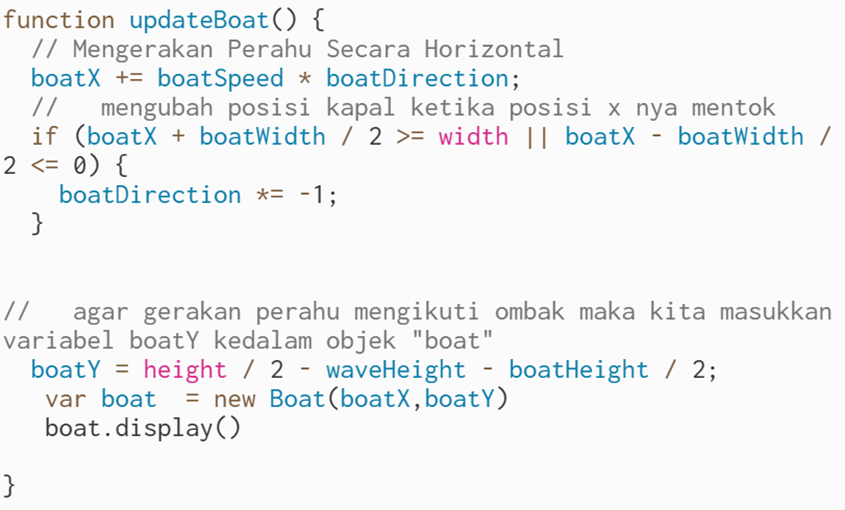 function updateBoat() {
  // Mengerakan Perahu Secara Horizontal
  boatX += boatSpeed * boatDirection;
  //   mengubah posisi kapal ketika posisi x nya mentok
  if (boatX + boatWidth / 2 >= width || boatX - boatWidth /
2 <= 0) {
    boatDirection *= -1;
  }
//   agar gerakan perahu mengikuti ombak maka kita masukkan
variabel boatY kedalam objek "boat"
  boatY = height / 2 - waveHeight - boatHeight / 2;
   var boat  = new Boat(boatX,boatY)
   boat.display()
}